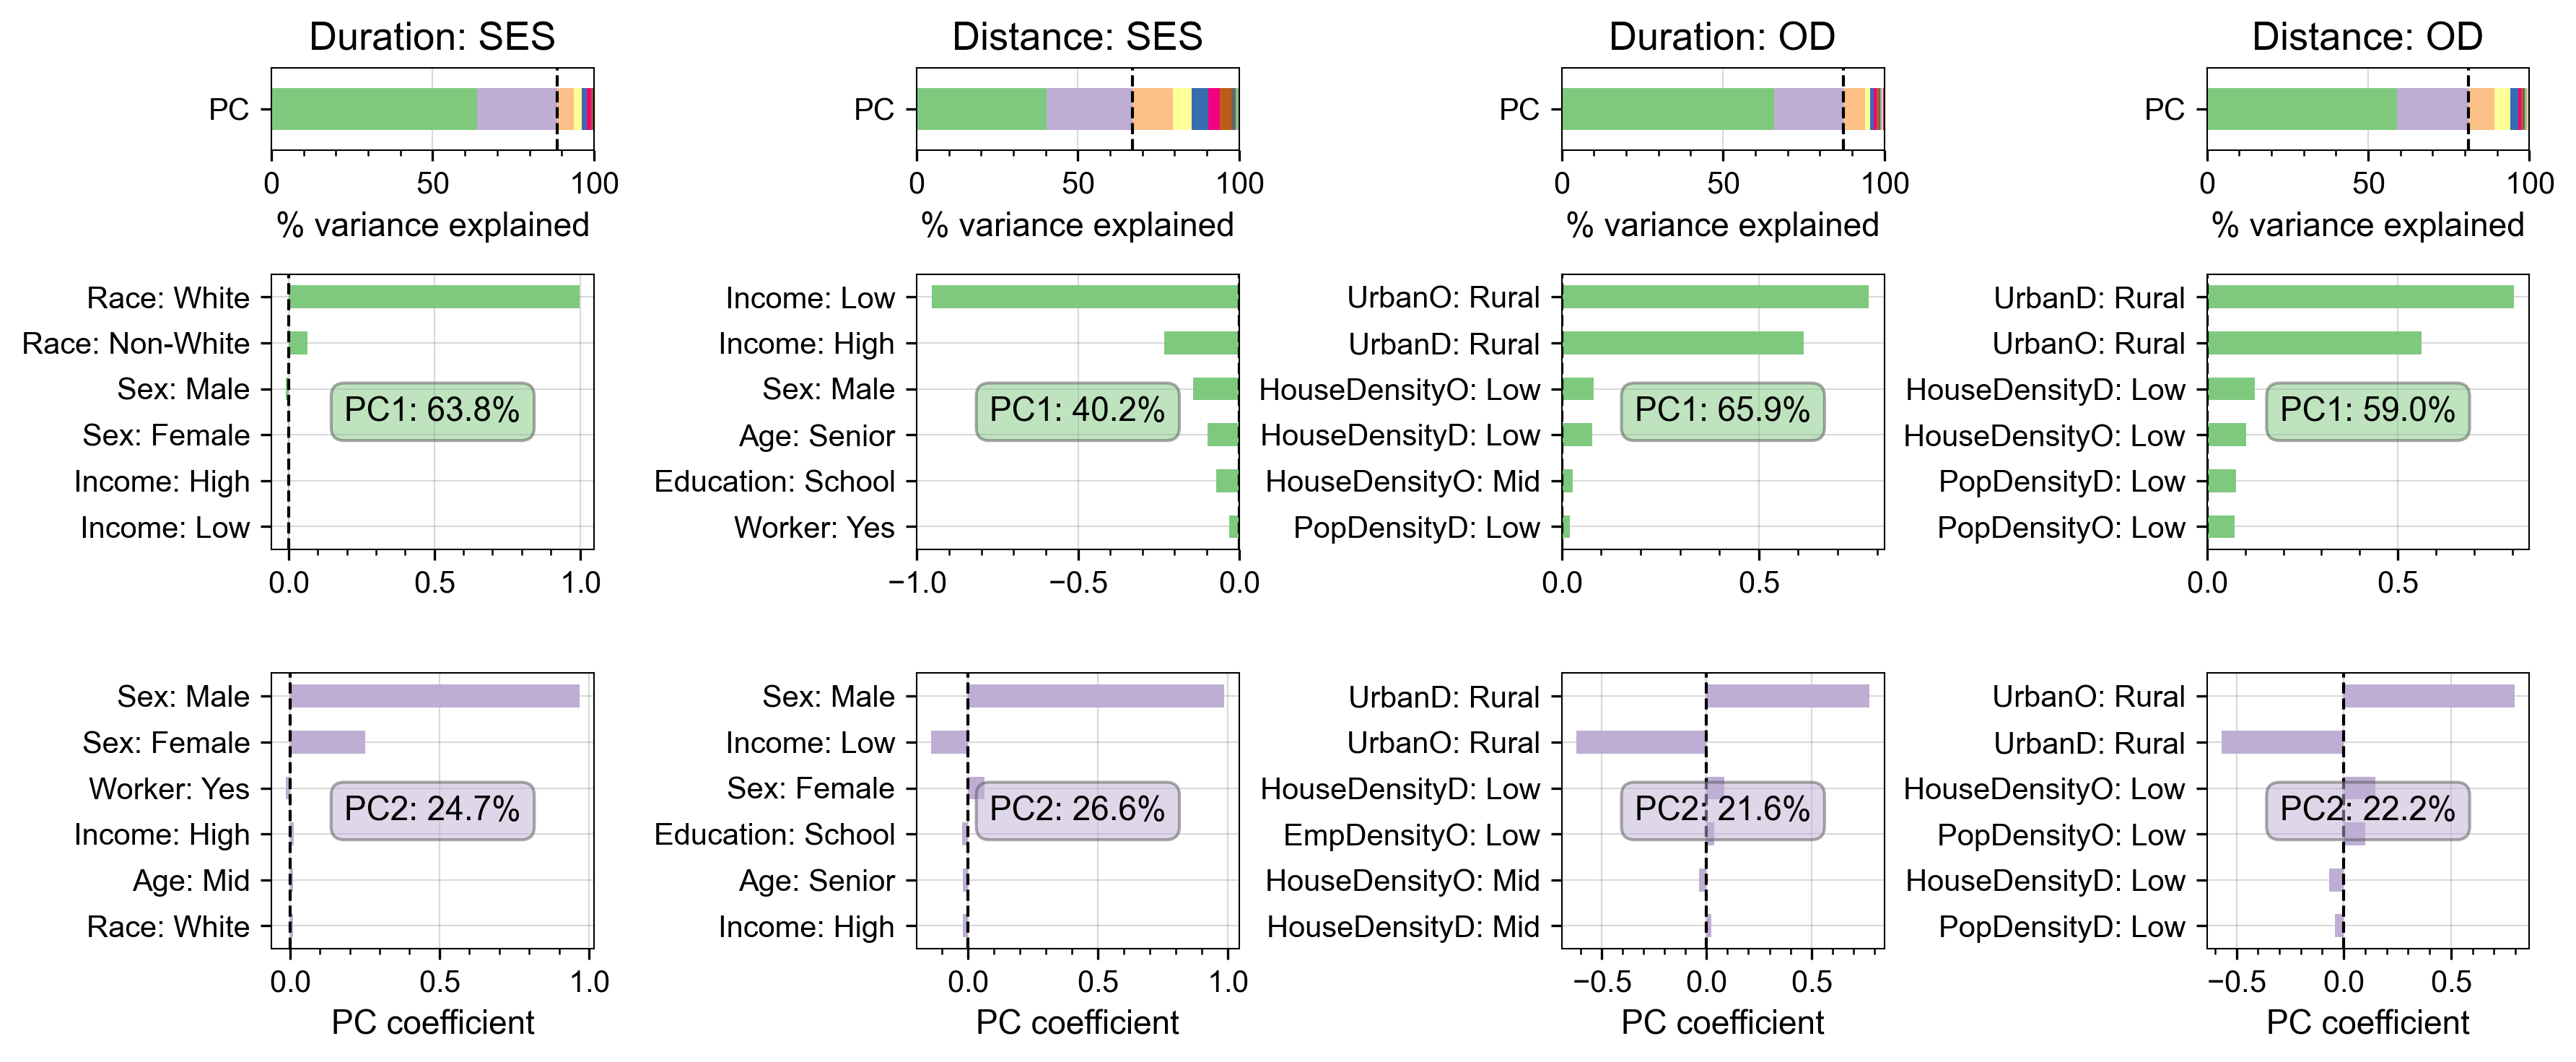 Duration: SES
PC
0 50 100
% variance explained
Race: White
Race: Non-White
Sex: Male
Sex: Female
Income: High
Income: Low
PC1: 63.8%
0.0 0.5 1.0
Sex: Male
Sex: Female
Worker: Yes
Income: High
Age: Mid
Race: White
PC2: 24.7%
0.0 0.5 1.0
PC coefficient
Distance: SES
PC
0 50 100
% variance explained
Income: Low
Income: High
Sex: Male
Age: Senior
Education: School
Worker: Yes
PC1: 40.2%
−1.0 −0.5 0.0
Sex: Male
Income: Low
Sex: Female
Education: School
Age: Senior
Income: High
PC2: 26.6%
0.0 0.5 1.0
PC coefficient
Duration: OD
PC
0 50 100
% variance explained
UrbanO: Rural
UrbanD: Rural
HouseDensityO: Low
HouseDensityD: Low
HouseDensityO: Mid
PopDensityD: Low
PC1: 65.9%
0.0 0.5
UrbanD: Rural
UrbanO: Rural
HouseDensityD: Low
EmpDensityO: Low
HouseDensityO: Mid
HouseDensityD: Mid
PC2: 21.6%
−0.5 0.0 0.5
PC coefficient
Distance: OD
PC
0 50 100
% variance explained
UrbanD: Rural
UrbanO: Rural
HouseDensityD: Low
HouseDensityO: Low
PopDensityD: Low
PopDensityO: Low
PC1: 59.0%
0.0 0.5
UrbanO: Rural
UrbanD: Rural
HouseDensityO: Low
PopDensityO: Low
HouseDensityD: Low
PopDensityD: Low
PC2: 22.2%
−0.5 0.0 0.5
PC coefficient